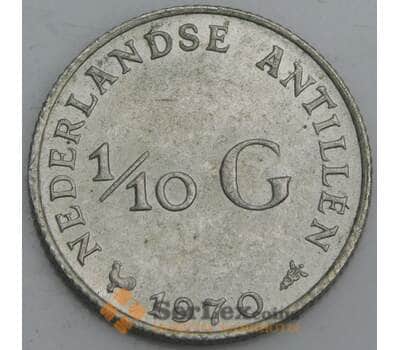 NEDERLANDSE ANTILLEN
1/10 G
1970